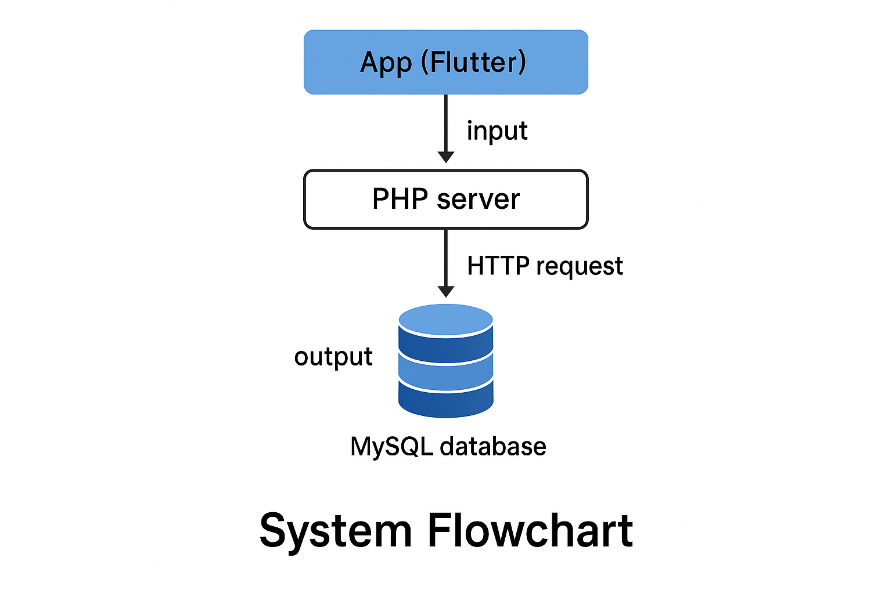 App (Flutter)
input
PHP server
HTTP request
output
MySQL database
System Flowchart